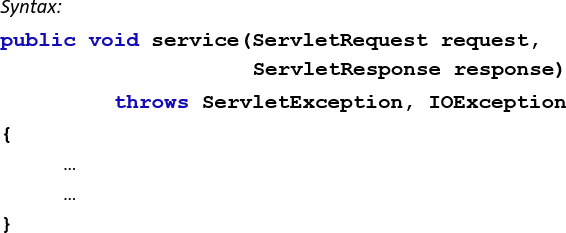 Syntax:
public void service(ServletRequest request,
ServletResponse response)
throws ServletException, IOException
{
...
...
}